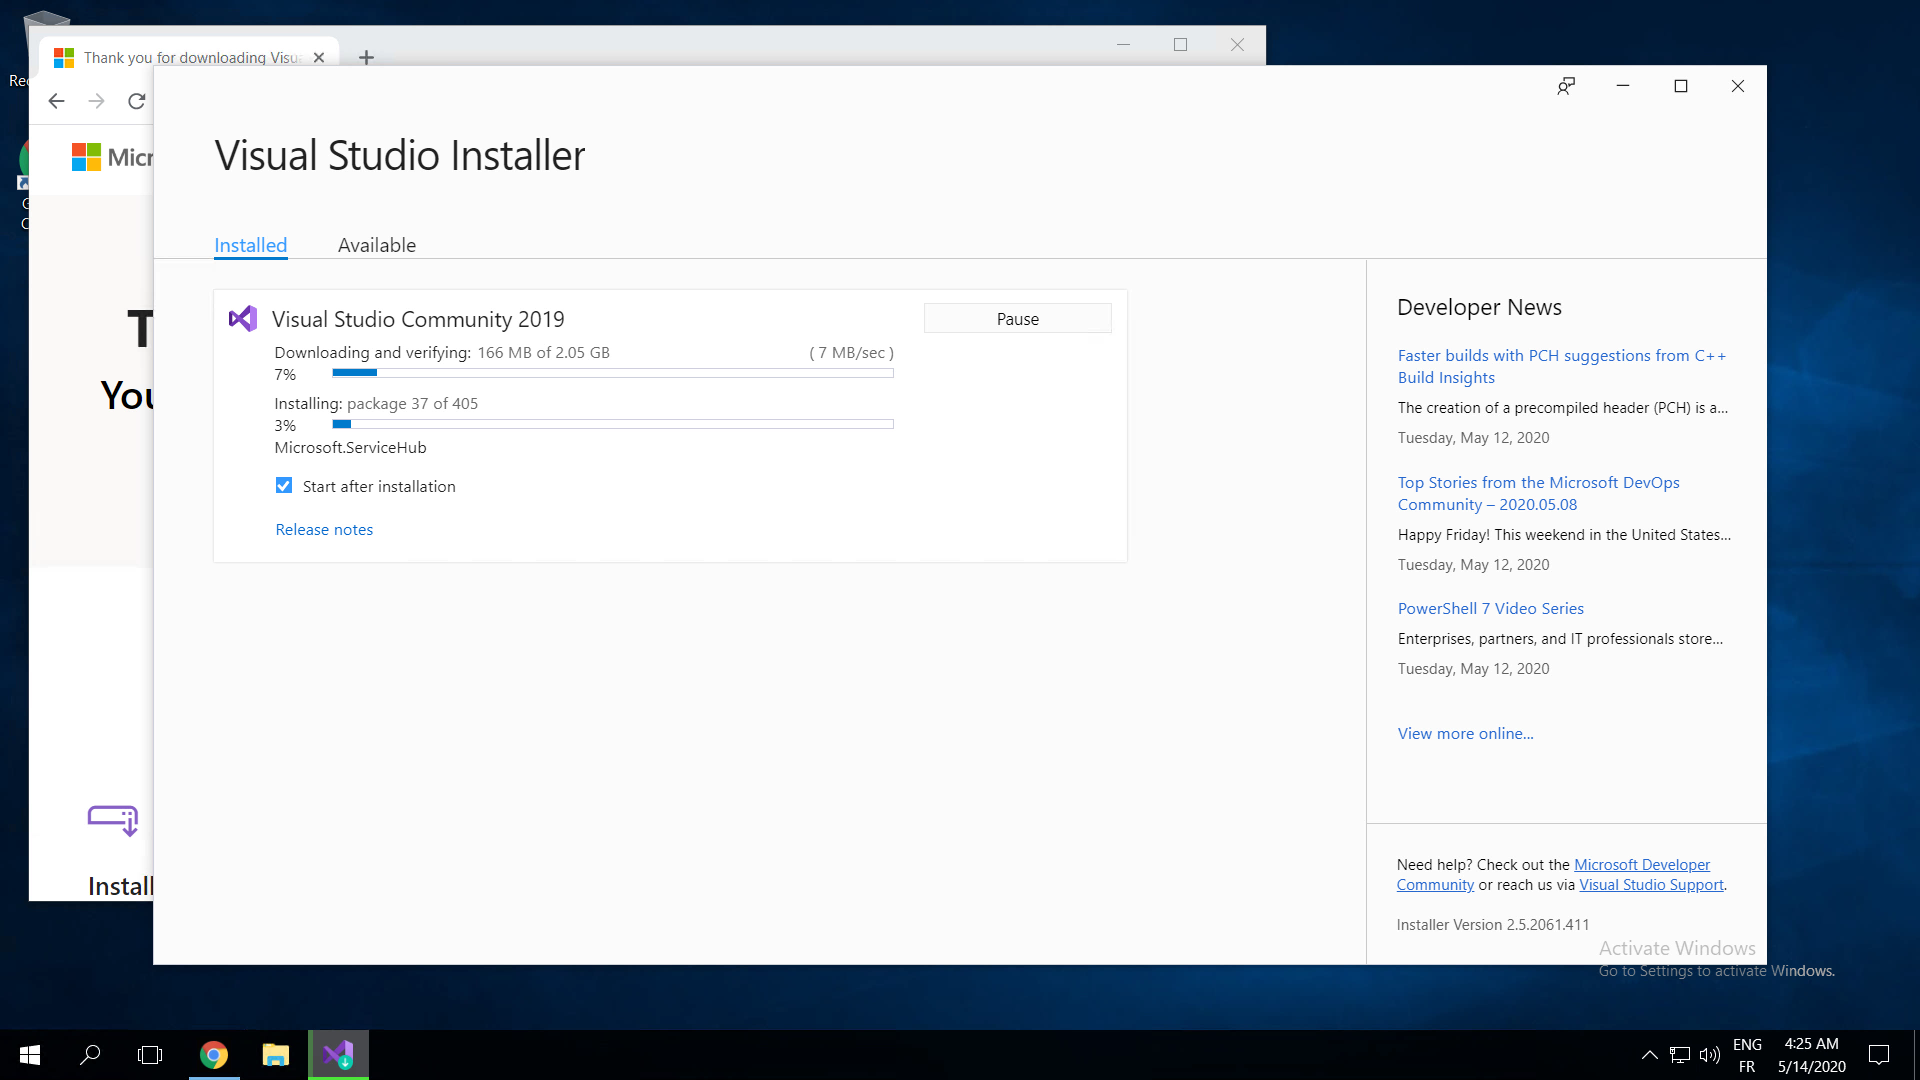 Thank you for downloading Visu
Micr
T
You
Install
Visual Studio Installer
Installed
Available
Visual Studio Community 2019
Pause
Downloading and verifying: 166 MB of 2.05 GB
( 7 MB/sec )
7%
Installing: package 37 of 405
3%
Microsoft.ServiceHub
Start after installation
Release notes
Developer News
Faster builds with PCH suggestions from C++
Build Insights
The creation of a precompiled header (PCH) is a...
Tuesday, May 12, 2020
Top Stories from the Microsoft DevOps
Community – 2020.05.08
Happy Friday! This weekend in the United States...
Tuesday, May 12, 2020
PowerShell 7 Video Series
Enterprises, partners, and IT professionals store...
Tuesday, May 12, 2020
View more online...
Need help? Check out the Microsoft Developer
Community or reach us via Visual Studio Support.
Installer Version 2.5.2061.411
Activate Windows
Go to Settings to activate Windows.
ENG
FR
4:25 AM
5/14/2020